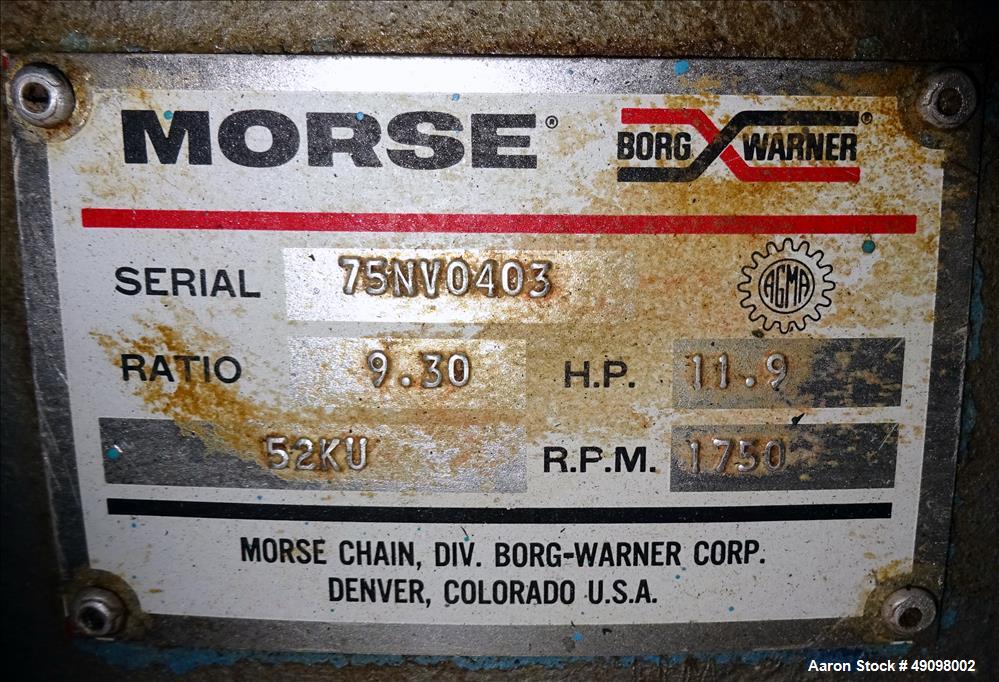 MORSE®
BORG WARNER®
SERIAL 75NV0403
AGMA
RATIO 9.30 H.P. 11.9
52KU R.P.M. 1750
MORSE CHAIN, DIV. BORG-WARNER CORP.
DENVER, COLORADO U.S.A.
Aaron Stock # 49098002